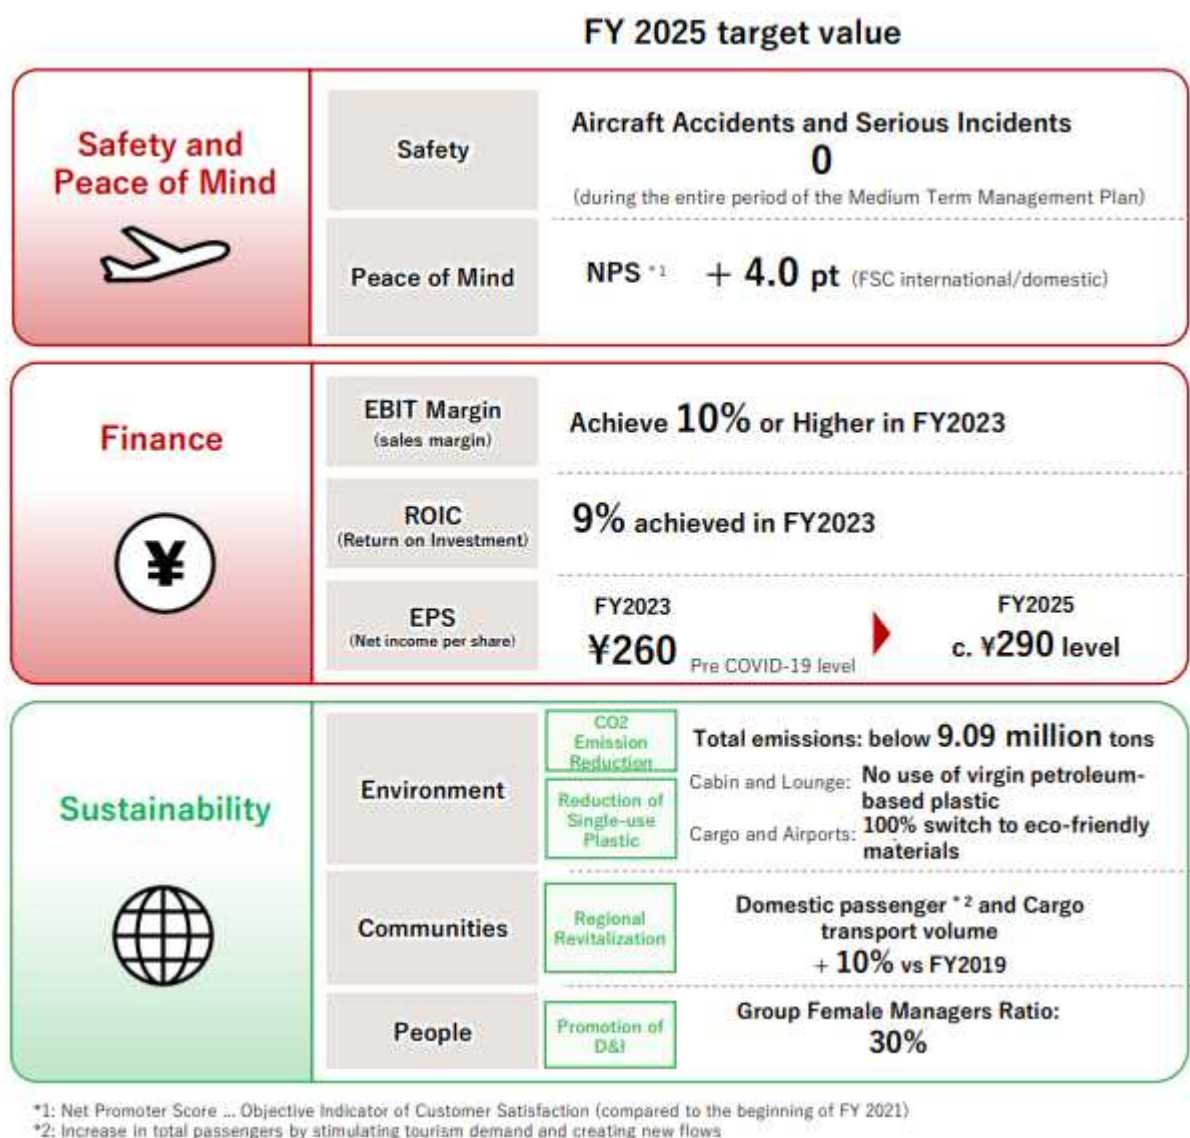 FY 2025 target value
Safety and
Peace of Mind
Safety
Aircraft Accidents and Serious Incidents
0
(during the entire period of the Medium Term Management Plan)
Peace of Mind
NPS *1 + 4.0 pt (FSC international/domestic)
Finance
¥
EBIT Margin
(sales margin)
Achieve 10% or Higher in FY2023
ROIC
(Return on Investment)
9% achieved in FY2023
EPS
(Net income per share)
FY2023
¥260 Pre COVID-19 level
FY2025
c. ¥290 level
Sustainability
Environment
CO2
Emission
Reduction
Total emissions: below 9.09 million tons
Reduction of
Single-use
Plastic
Cabin and Lounge: No use of virgin petroleum-
based plastic
Cargo and Airports: 100% switch to eco-friendly
materials
Communities
Regional
Revitalization
Domestic passenger *2 and Cargo
transport volume
+ 10% vs FY2019
People
Promotion of
D&I
Group Female Managers Ratio:
30%
*1: Net Promoter Score ... Objective Indicator of Customer Satisfaction (compared to the beginning of FY 2021)
*2: Increase in total passengers by stimulating tourism demand and creating new flows